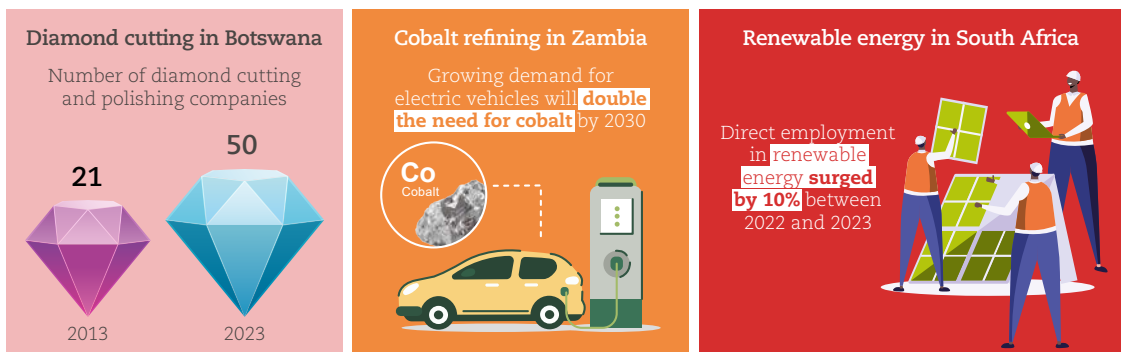 Diamond cutting in Botswana
Number of diamond cutting
and polishing companies
21
50
2013
2023
Cobalt refining in Zambia
Growing demand for
electric vehicles will double
the need for cobalt by 2030
Co
Cobalt
Renewable energy in South Africa
Direct employment
in renewable
energy surged
by 10% between
2022 and 2023